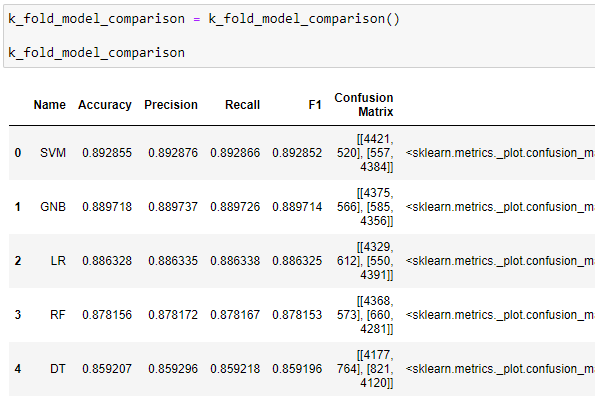 k_fold_model_comparison = k_fold_model_comparison()
k_fold_model_comparison
Name Accuracy Precision Recall F1 Confusion Matrix
0 SVM 0.892855 0.892876 0.892866 0.892852 [[4421, 520], [557, 4384]] <sklearn.metrics._plot.confusion_m
1 GNB 0.889718 0.889737 0.889726 0.889714 [[4375, 566], [585, 4356]] <sklearn.metrics._plot.confusion_m
2 LR 0.886328 0.886335 0.886338 0.886325 [[4329, 612], [550, 4391]] <sklearn.metrics._plot.confusion_m
3 RF 0.878156 0.878172 0.878167 0.878153 [[4368, 573], [660, 4281]] <sklearn.metrics._plot.confusion_m
4 DT 0.859207 0.859296 0.859218 0.859196 [[4177, 764], [821, 4120]] <sklearn.metrics._plot.confusion_m